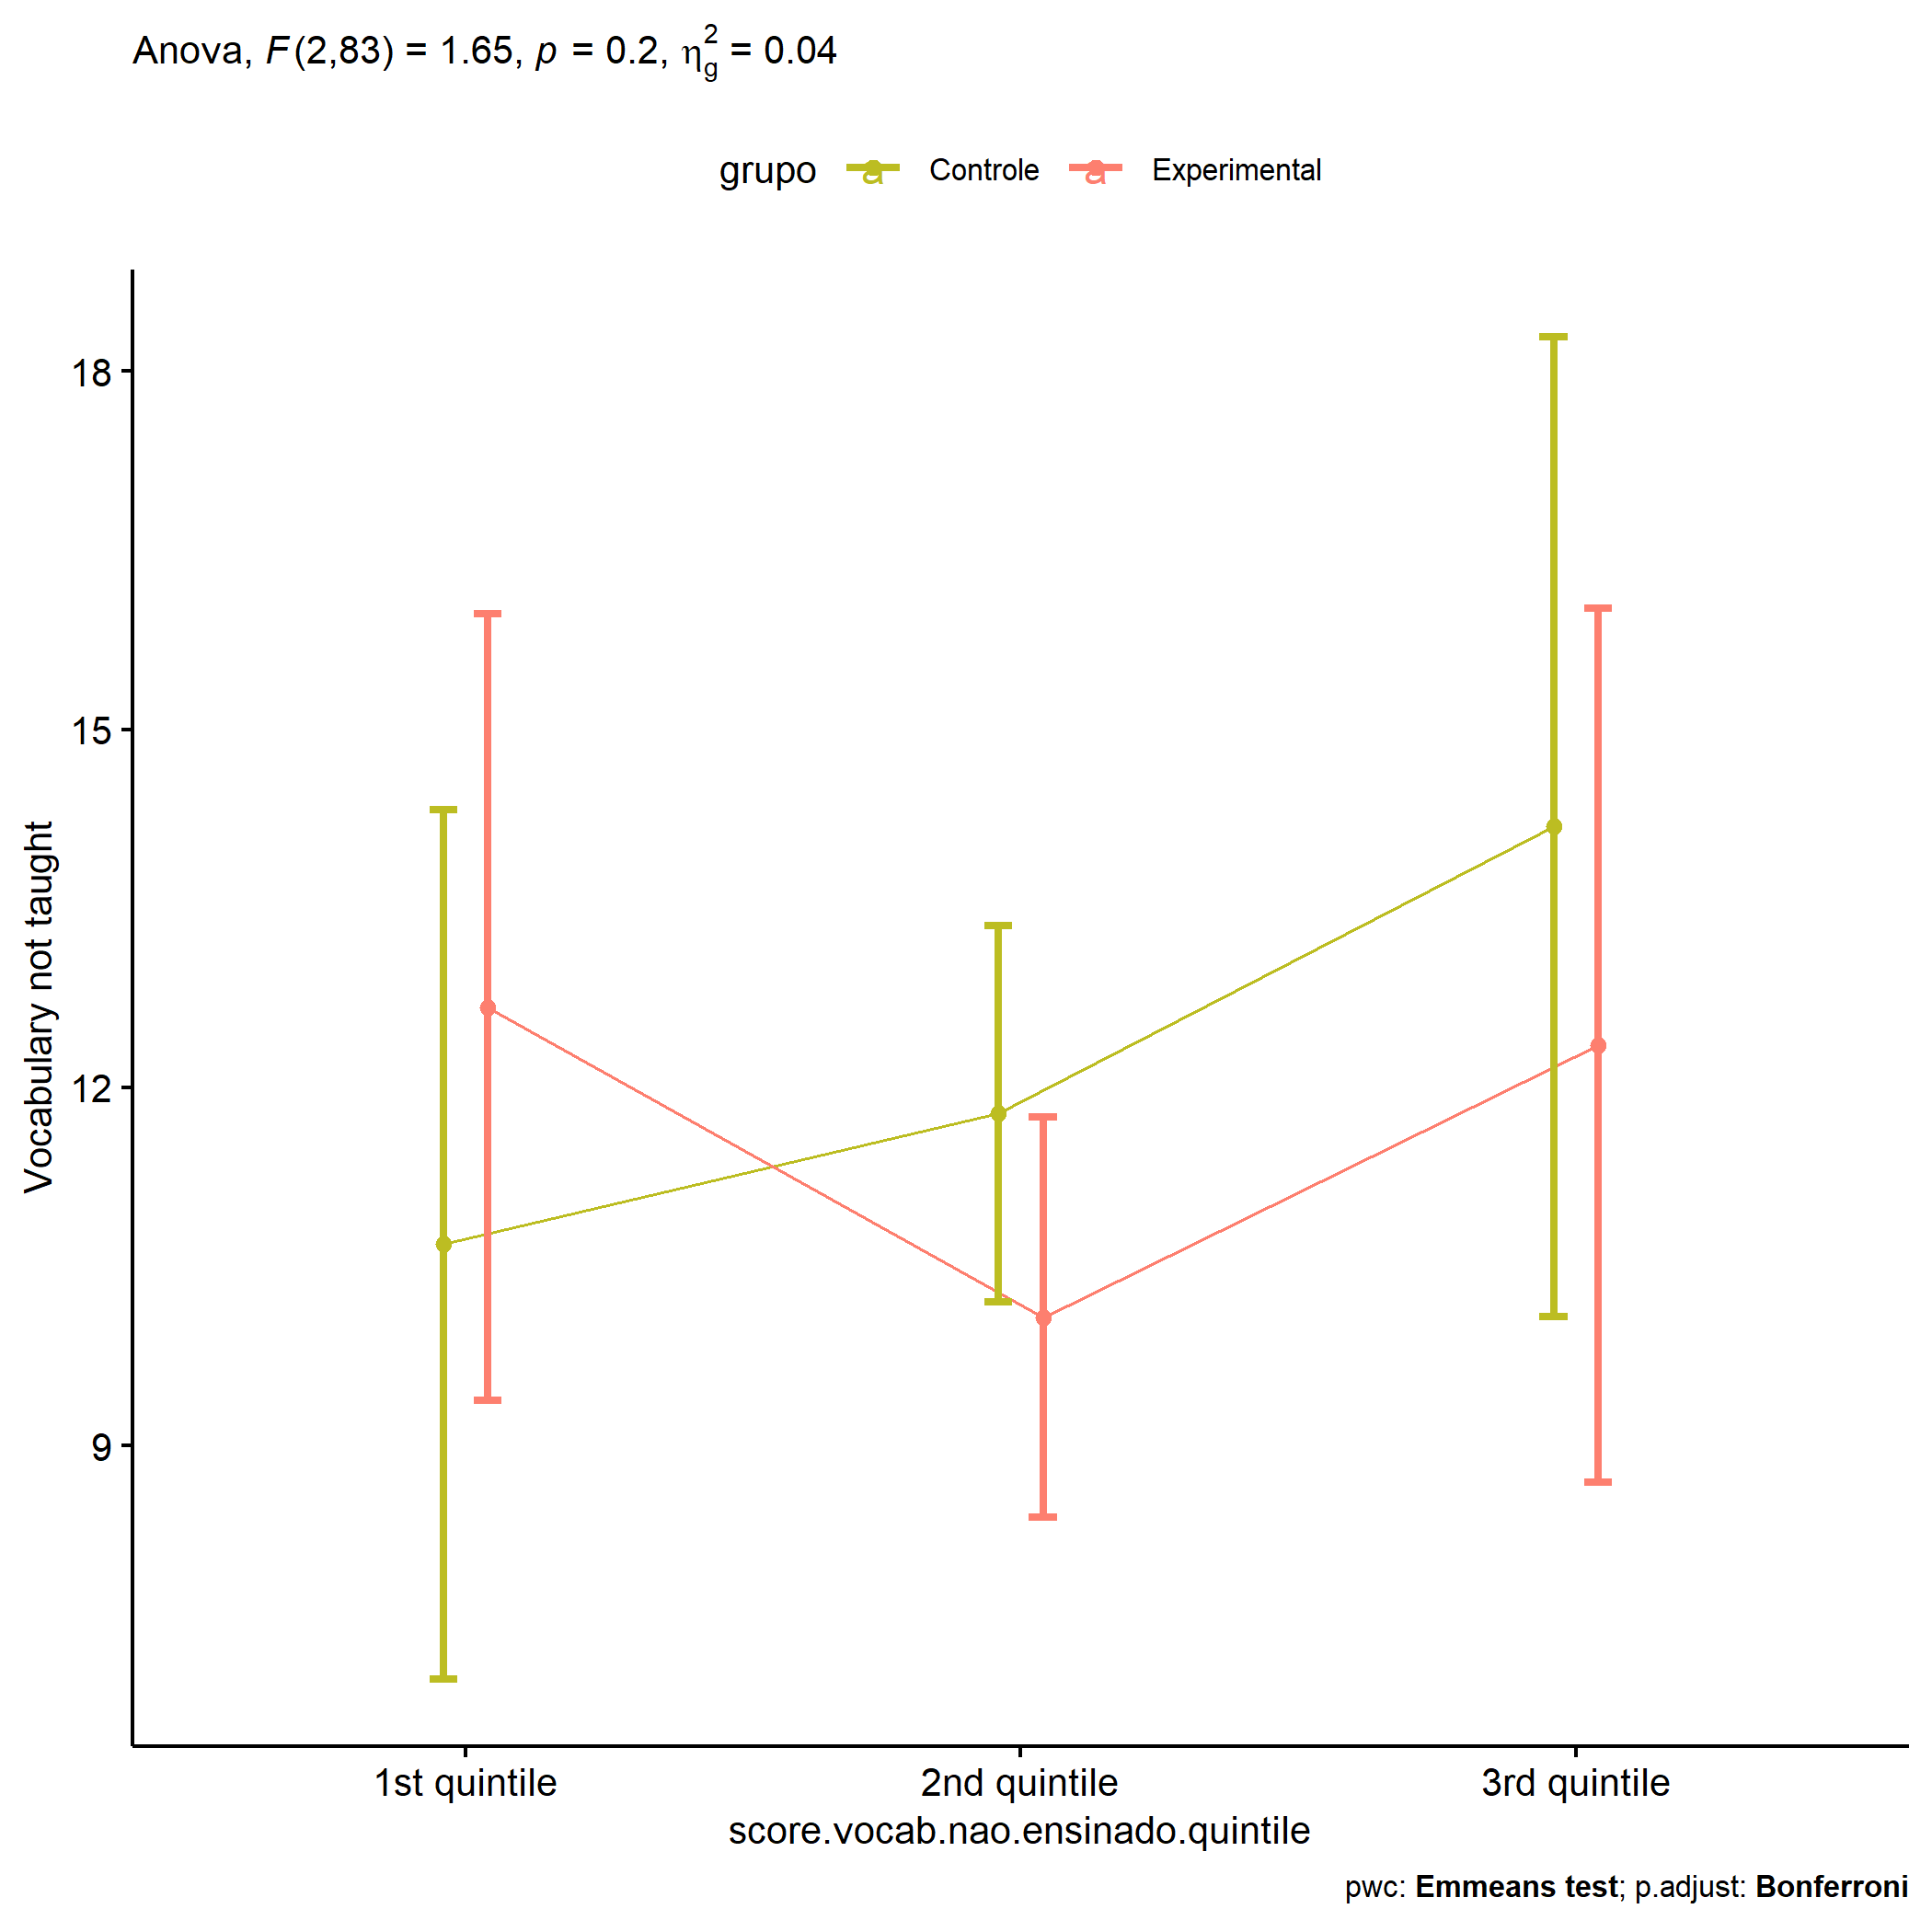 Anova, F(2,83) = 1.65, p = 0.2, η²g = 0.04
grupo a Controle a Experimental
18
15
12
9
Vocabulary not taught
1st quintile 2nd quintile 3rd quintile
score.vocab.nao.ensinado.quintile
pwc: Emmeans test; p.adjust: Bonferroni